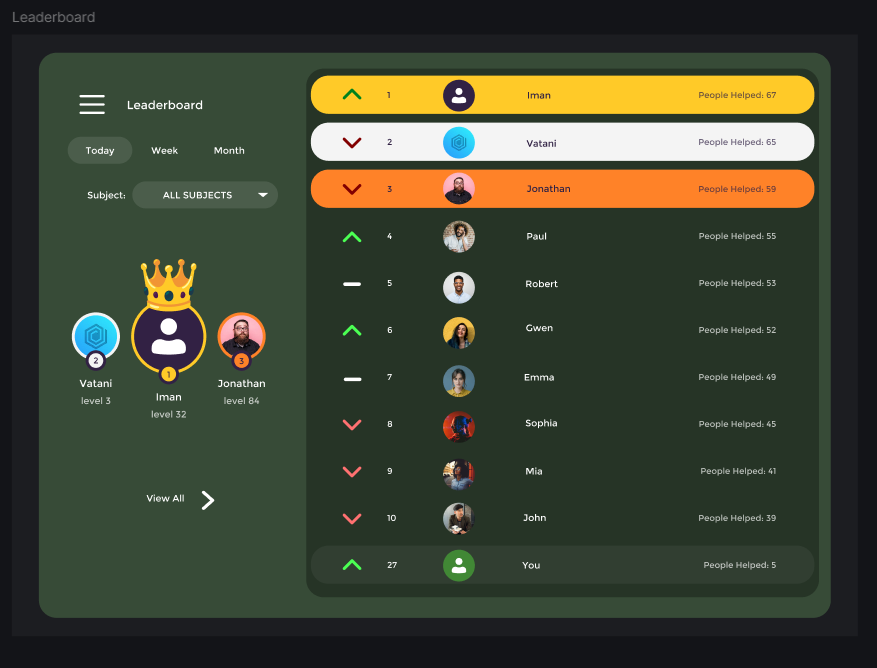 Leaderboard
Leaderboard
Today Week Month
Subject: ALL SUBJECTS
2
1
3
Vatani
level 3
Iman
level 32
Jonathan
level 84
View All
1 Iman People Helped: 67
2 Vatani People Helped: 65
3 Jonathan People Helped: 59
4 Paul People Helped: 55
5 Robert People Helped: 53
6 Gwen People Helped: 52
7 Emma People Helped: 49
8 Sophia People Helped: 45
9 Mia People Helped: 41
10 John People Helped: 39
27 You People Helped: 5